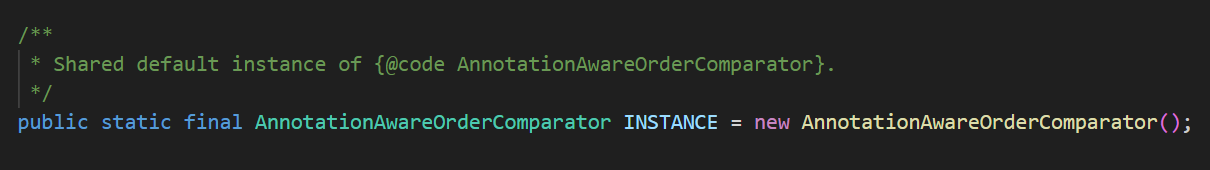 /**
 * Shared default instance of {@code AnnotationAwareOrderComparator}.
 */
public static final AnnotationAwareOrderComparator INSTANCE = new AnnotationAwareOrderComparator();